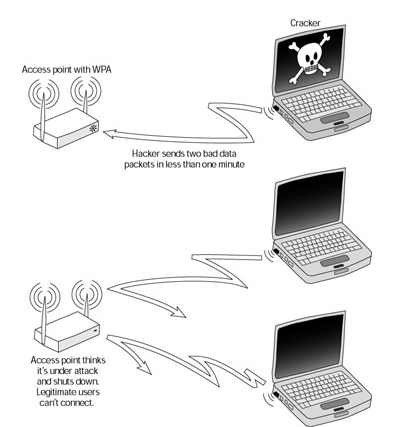 Cracker
Access point with WPA
Hacker sends two bad data
packets in less than one minute
Access point thinks
it's under attack
and shuts down.
Legitimate users
can't connect.